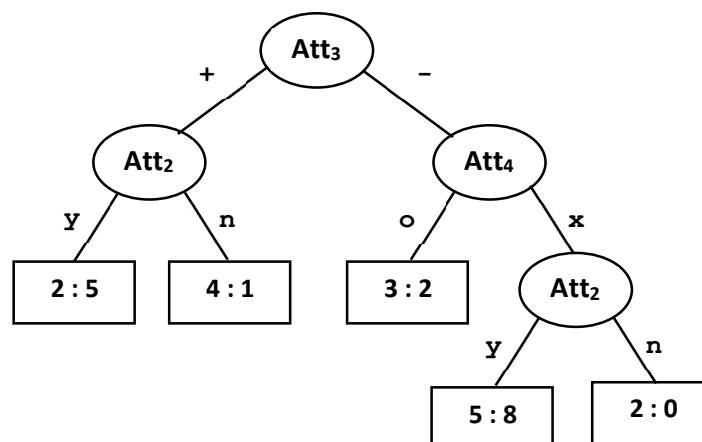 Att₃
+ -
Att₂ Att₄
y n o x
2 : 5 4 : 1 3 : 2 Att₂
y n
5 : 8 2 : 0